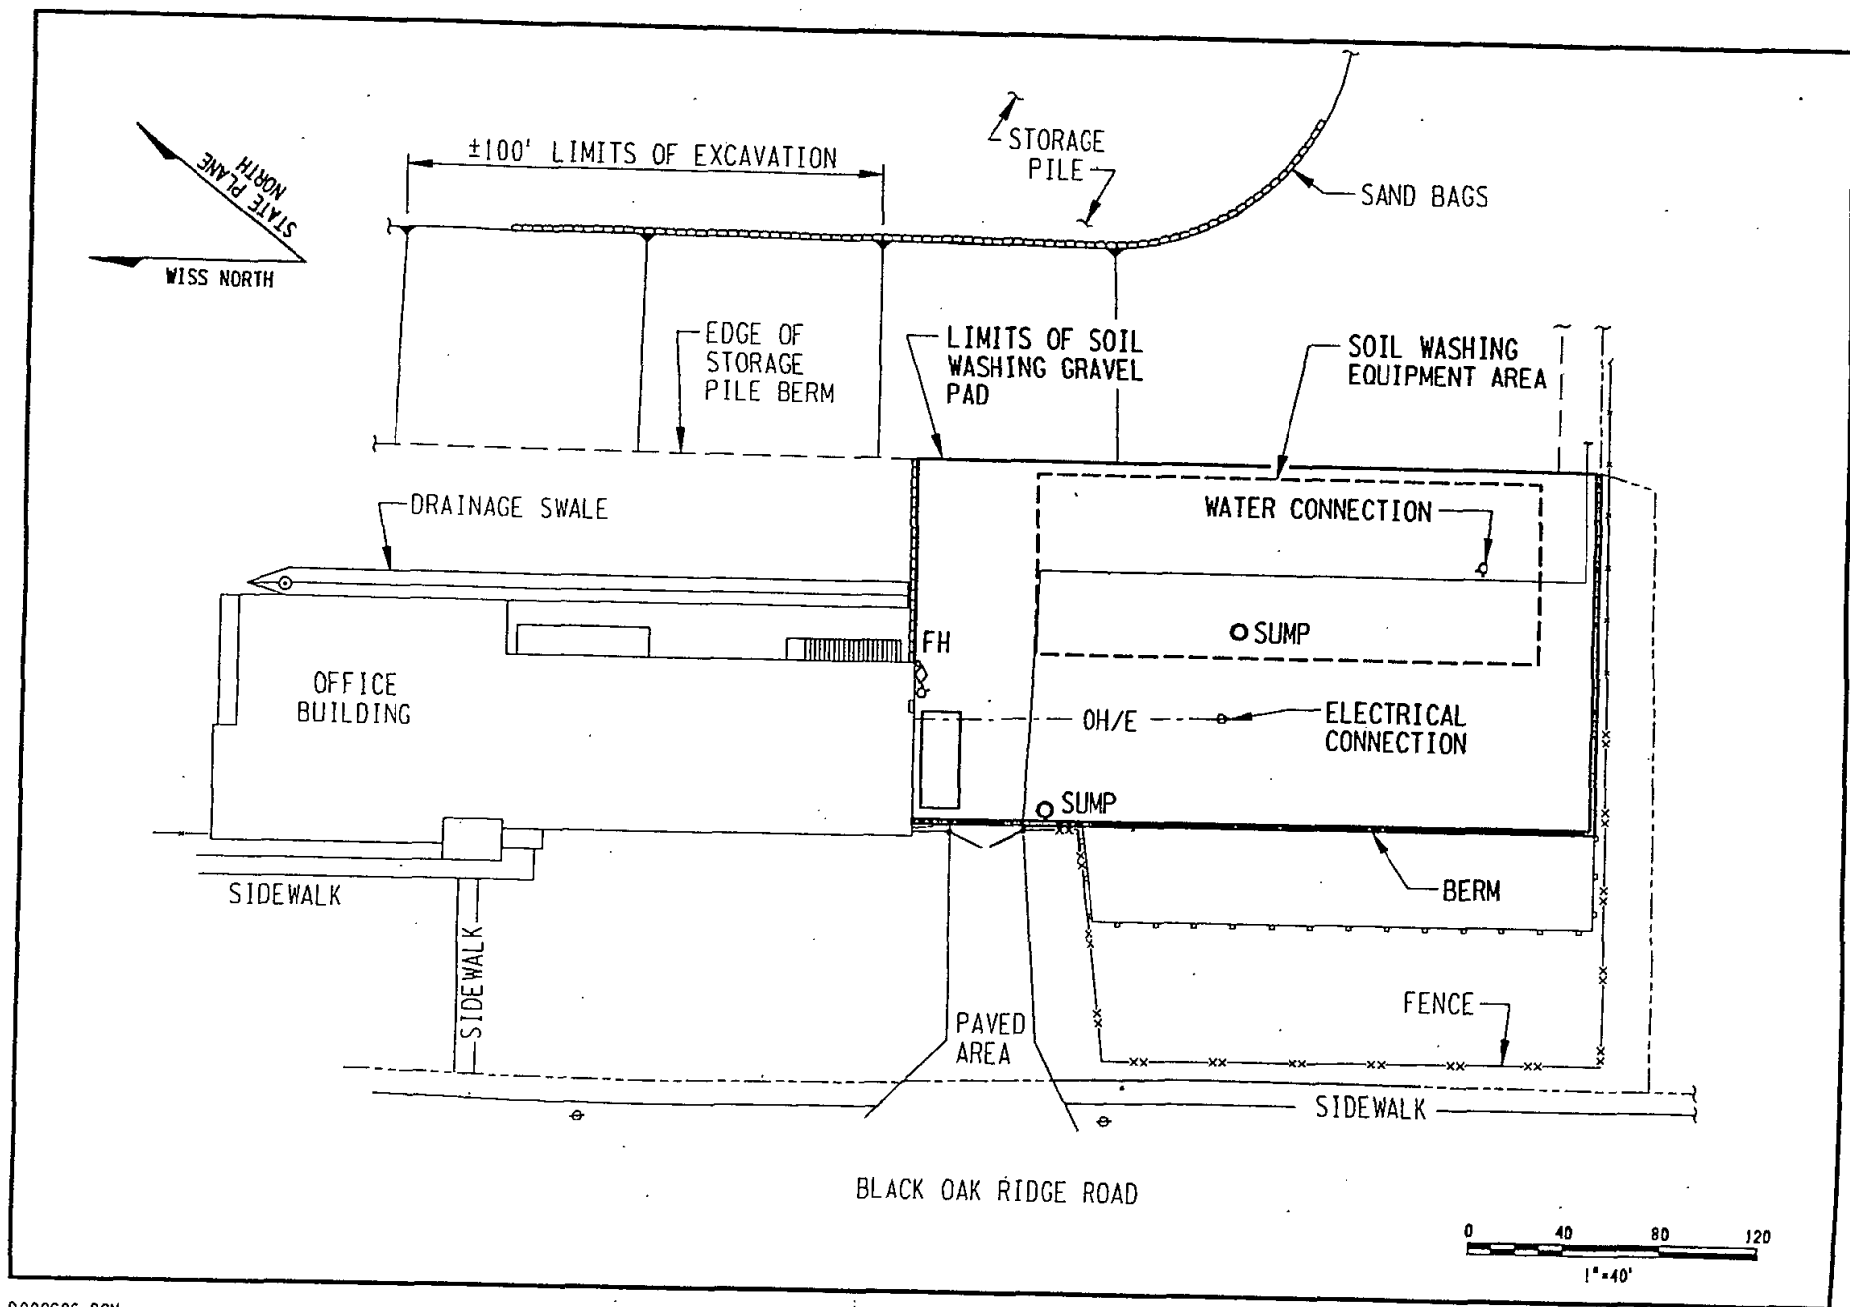 ±100' LIMITS OF EXCAVATION
STORAGE
PILE
SAND BAGS
STATE PLANE
NORTH
WISS NORTH
EDGE OF
STORAGE
PILE BERM
LIMITS OF SOIL
WASHING GRAVEL
PAD
SOIL WASHING
EQUIPMENT AREA
DRAINAGE SWALE
WATER CONNECTION
FH
SUMP
OFFICE
BUILDING
OH/E
ELECTRICAL
CONNECTION
SUMP
BERM
SIDEWALK
SIDEWALK
FENCE
PAVED
AREA
SIDEWALK
BLACK OAK RIDGE ROAD
0 40 80 120
1"=40'